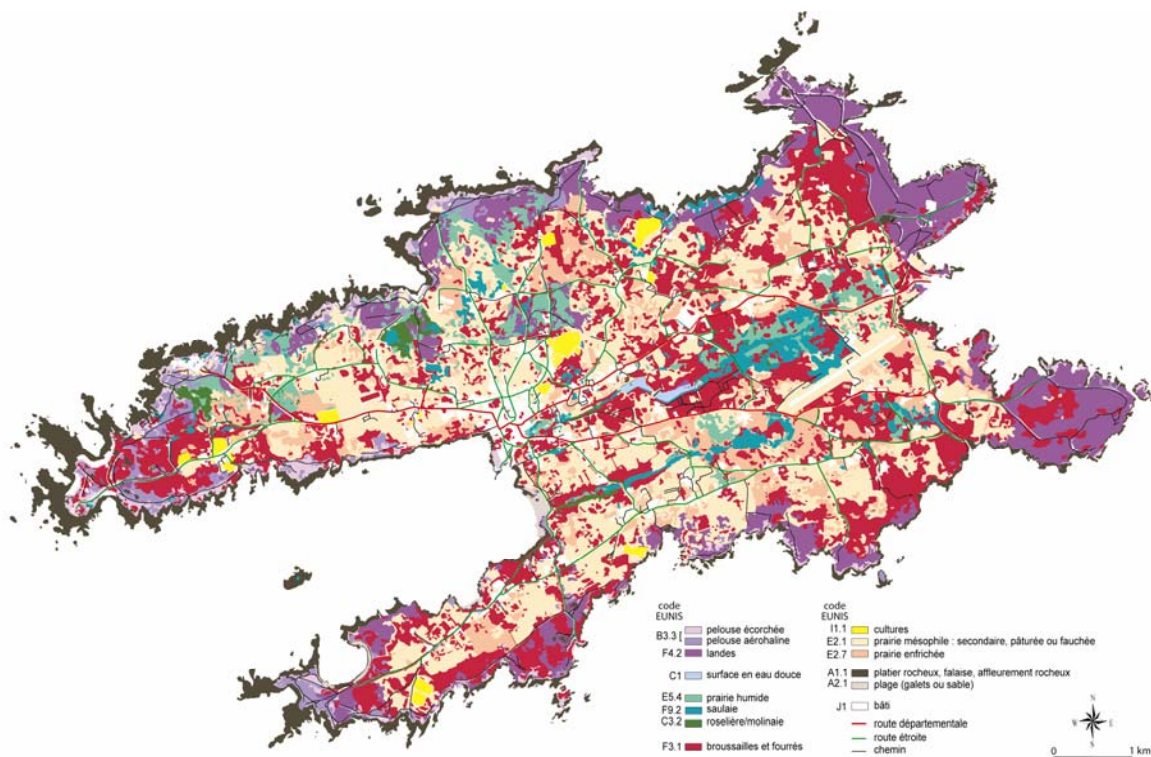 code
EUNIS
B3.3 [ pelouse écorchée
pelouse aérohaline
F4.2 landes
C1 surface en eau douce
E5.4 prairie humide
F9.2 saulaie
C3.2 roselière/molinaie
F3.1 broussailles et fourrés
code
EUNIS
I1.1 cultures
E2.1 prairie mésophile : secondaire, pâturée ou fauchée
E2.7 prairie enfrichée
A1.1 platier rocheux, falaise, affleurement rocheux
A2.1 plage (galets ou sable)
J1 bâti
route départementale
route étroite
chemin
N
W E
S
0 1 km